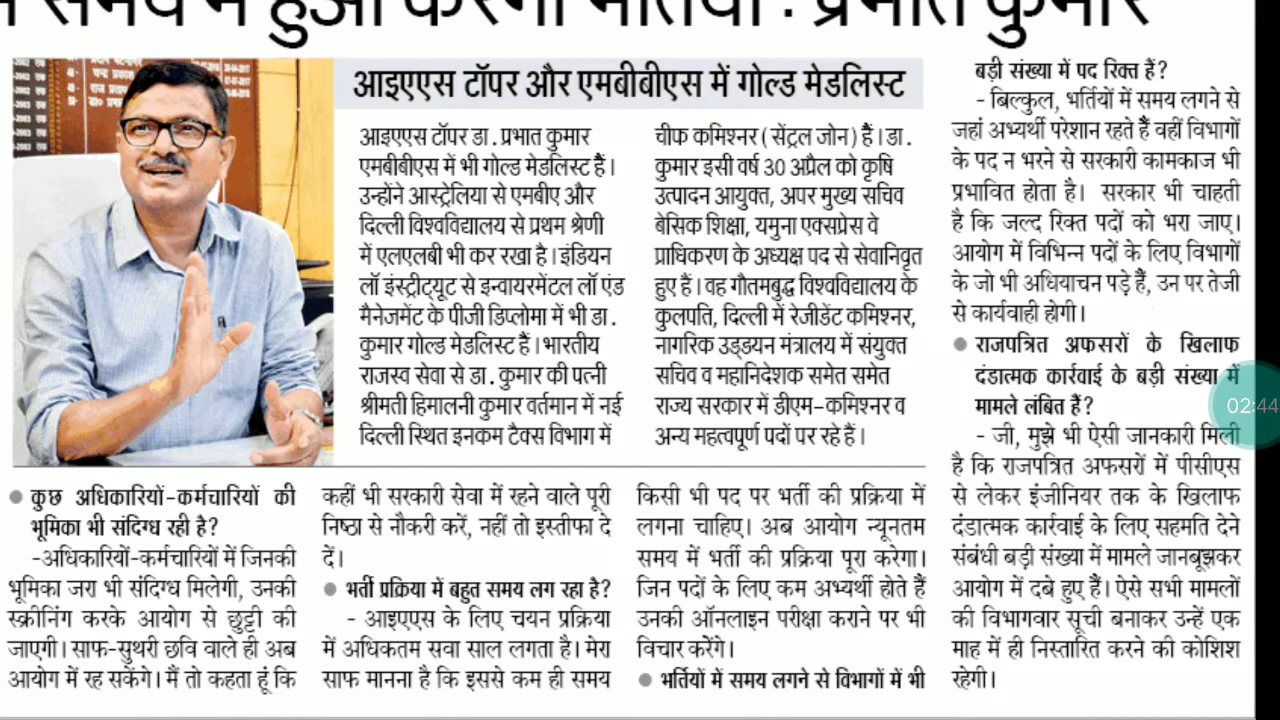 समय में हुआ करेगी भर्तियां : प्रभात कुमार
आइएएस टॉपर और एमबीबीएस में गोल्ड मेडलिस्ट
आइएएस टॉपर डा. प्रभात कुमार
एमबीबीएस में भी गोल्ड मेडलिस्ट हैं।
उन्होंने आस्ट्रेलिया से एमबीए और
दिल्ली विश्वविद्यालय से प्रथम श्रेणी
में एलएलबी भी कर रखा है। इंडियन
लॉ इंस्ट्रीट्यूट से इन्वायरमेंटल लॉ एंड
मैनेजमेंट के पीजी डिप्लोमा में भी डा.
कुमार गोल्ड मेडलिस्ट हैं। भारतीय
राजस्व सेवा से डा. कुमार की पत्नी
श्रीमती हिमालनी कुमार वर्तमान में नई
दिल्ली स्थित इनकम टैक्स विभाग में
चीफ कमिश्नर (सेंट्रल जोन) हैं। डा.
कुमार इसी वर्ष 30 अप्रैल को कृषि
उत्पादन आयुक्त, अपर मुख्य सचिव
बेसिक शिक्षा, यमुना एक्सप्रेस वे
प्राधिकरण के अध्यक्ष पद से सेवानिवृत
हुए हैं। वह गौतमबुद्ध विश्वविद्यालय के
कुलपति, दिल्ली में रेजीडेंट कमिश्नर,
नागरिक उड्डयन मंत्रालय में संयुक्त
सचिव व महानिदेशक समेत समेत
राज्य सरकार में डीएम-कमिश्नर व
अन्य महत्वपूर्ण पदों पर रहे हैं।
● कुछ अधिकारियों-कर्मचारियों की
भूमिका भी संदिग्ध रही है?
-अधिकारियों-कर्मचारियों में जिनकी
भूमिका जरा भी संदिग्ध मिलेगी, उनकी
स्क्रीनिंग करके आयोग से छुट्टी की
जाएगी। साफ-सुथरी छवि वाले ही अब
आयोग में रह सकेंगे। मैं तो कहता हूं कि
कहीं भी सरकारी सेवा में रहने वाले पूरी
निष्ठा से नौकरी करें, नहीं तो इस्तीफा दे
दें।
● भर्ती प्रक्रिया में बहुत समय लग रहा है?
- आइएएस के लिए चयन प्रक्रिया
में अधिकतम सवा साल लगता है। मेरा
साफ मानना है कि इससे कम ही समय
किसी भी पद पर भर्ती की प्रक्रिया में
लगना चाहिए। अब आयोग न्यूनतम
समय में भर्ती की प्रक्रिया पूरा करेगा।
जिन पदों के लिए कम अभ्यर्थी होते हैं
उनकी ऑनलाइन परीक्षा कराने पर भी
विचार करेंगे।
● भर्तियों में समय लगने से विभागों में भी
बड़ी संख्या में पद रिक्त हैं?
- बिल्कुल, भर्तियों में समय लगने से
जहां अभ्यर्थी परेशान रहते हैं वहीं विभागों
के पद न भरने से सरकारी कामकाज भी
प्रभावित होता है। सरकार भी चाहती
है कि जल्द रिक्त पदों को भरा जाए।
आयोग में विभिन्न पदों के लिए विभागों
के जो भी अधियाचन पड़े हैं, उन पर तेजी
से कार्यवाही होगी।
● राजपत्रित अफसरों के खिलाफ
दंडात्मक कार्रवाई के बड़ी संख्या में
मामले लंबित हैं?
- जी, मुझे भी ऐसी जानकारी मिली
है कि राजपत्रित अफसरों में पीसीएस
से लेकर इंजीनियर तक के खिलाफ
दंडात्मक कार्रवाई के लिए सहमति देने
संबंधी बड़ी संख्या में मामले जानबूझकर
आयोग में दबे हुए हैं। ऐसे सभी मामलों
की विभागवार सूची बनाकर उन्हें एक
माह में ही निस्तारित करने की कोशिश
रहेगी।
02:44